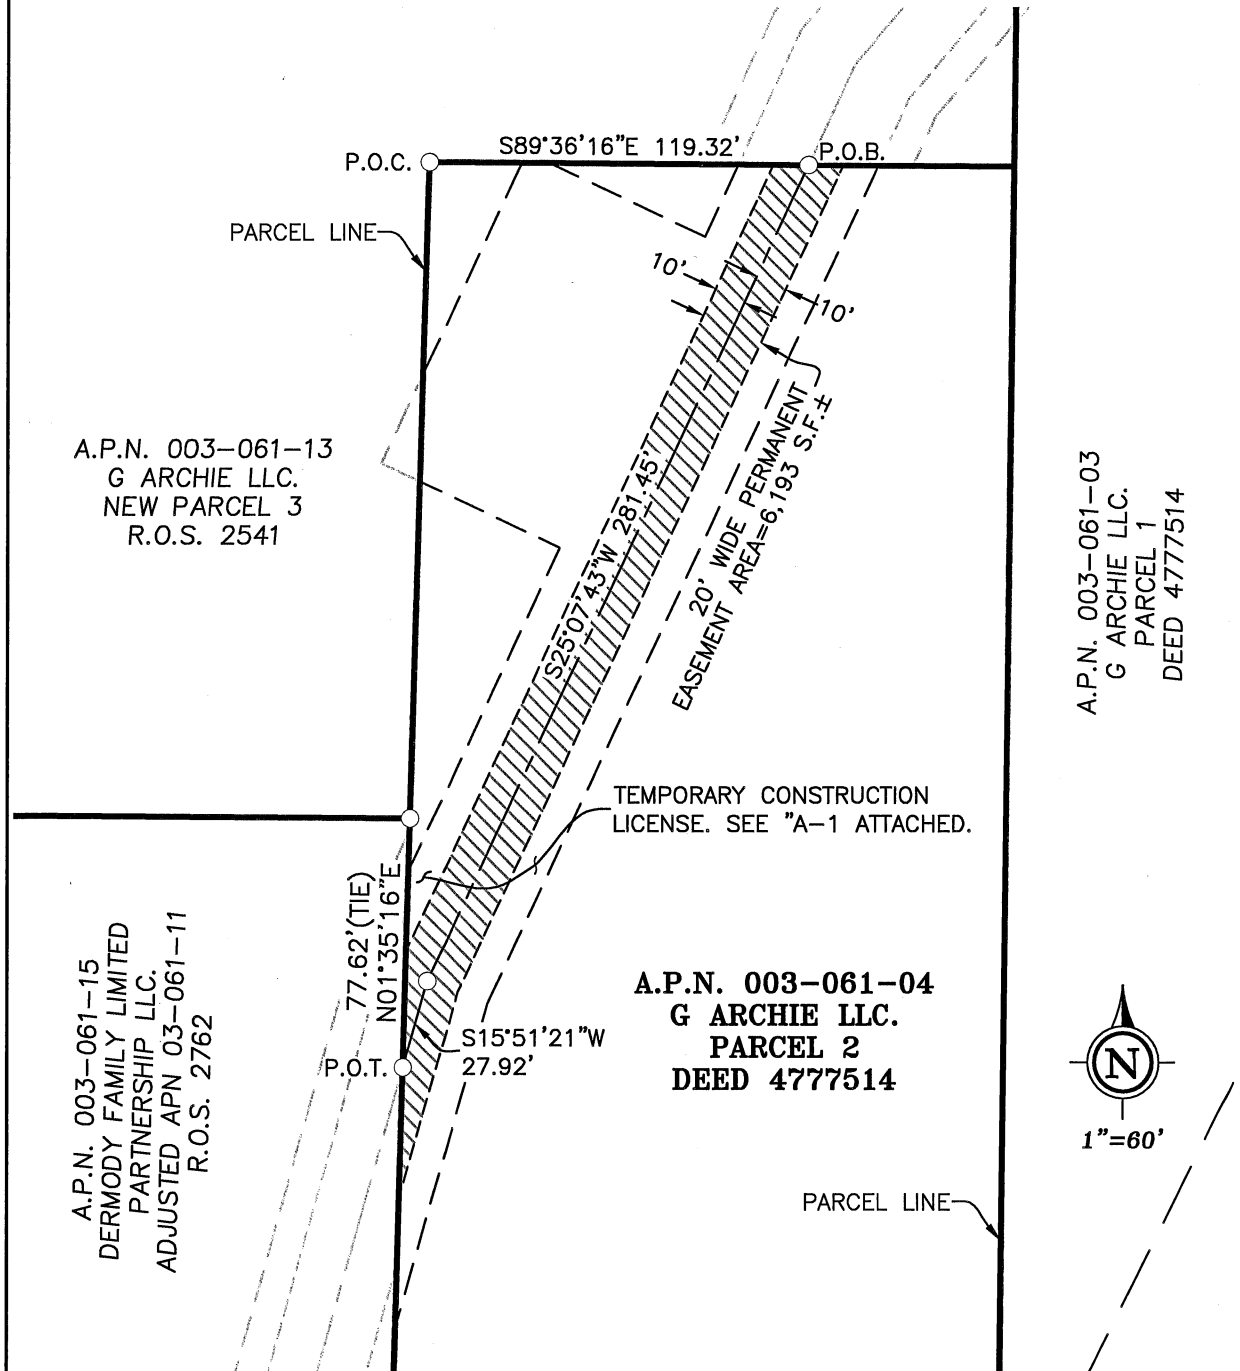 S89°36'16"E 119.32'
P.O.C.
P.O.B.
PARCEL LINE
10'
10'
A.P.N. 003-061-13
G ARCHIE LLC.
NEW PARCEL 3
R.O.S. 2541
S25°07'43"W 281.45'
20' WIDE PERMANENT
EASEMENT AREA=6,193 S.F.±
A.P.N. 003-061-03
G ARCHIE LLC.
PARCEL 1
DEED 4777514
TEMPORARY CONSTRUCTION
LICENSE. SEE "A-1 ATTACHED.
77.62'(TIE)
N01°35'16"E
A.P.N. 003-061-15
DERMODY FAMILY LIMITED
PARTNERSHIP LLC.
ADJUSTED APN 03-061-11
R.O.S. 2762
A.P.N. 003-061-04
G ARCHIE LLC.
PARCEL 2
DEED 4777514
S15°51'21"W
27.92'
P.O.T.
N
1"=60'
PARCEL LINE